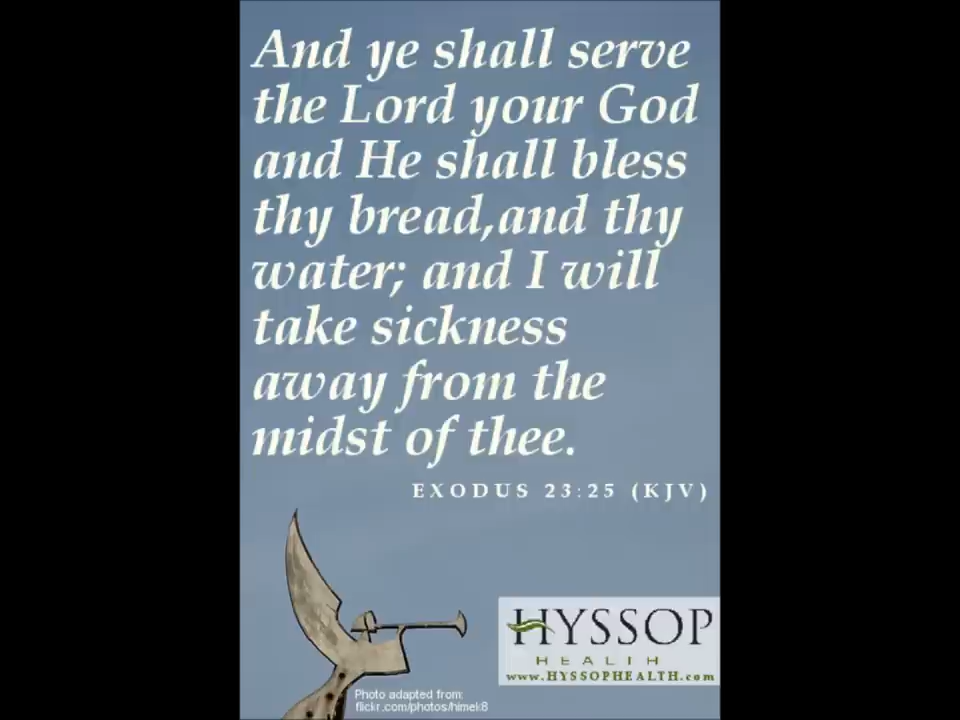 And ye shall serve
the Lord your God
and He shall bless
thy bread,and thy
water; and I will
take sickness
away from the
midst of thee.
EXODUS 23:25 (KJV)
HYSSOP
HEALTH
www.HYSSOPHEALTH.com
Photo adapted from:
flickr.com/photos/himek8